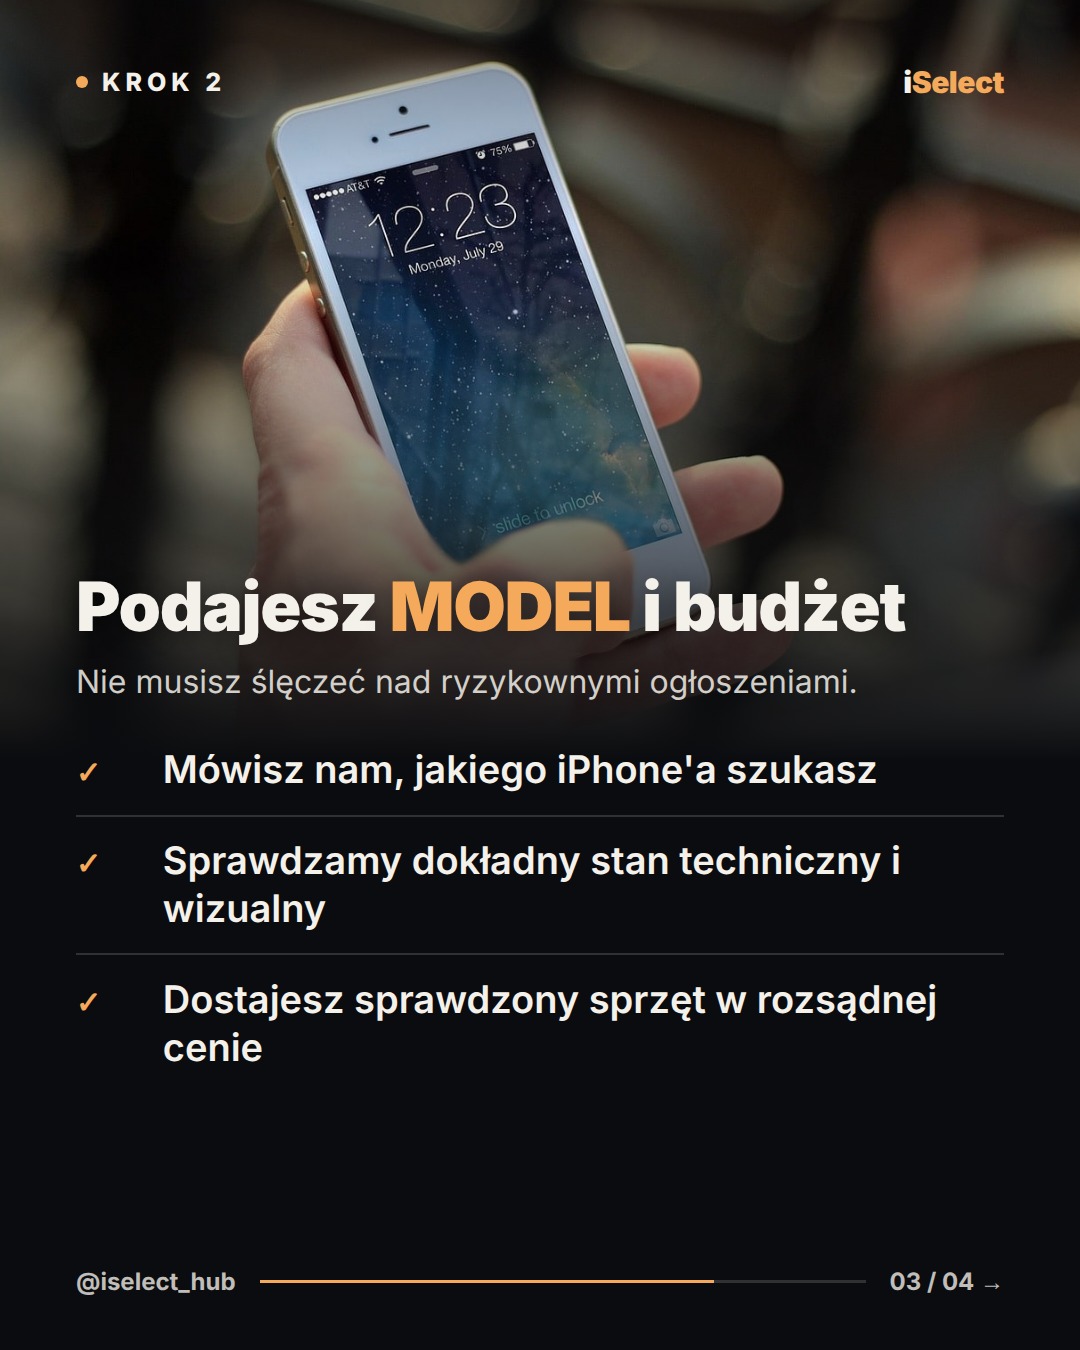 KROK 2
iSelect
●●●●● AT&T
75%
12:23
Monday, July 29
slide to unlock
Podajesz MODEL i budżet
Nie musisz ślęczeć nad ryzykownymi ogłoszeniami.
✓ Mówisz nam, jakiego iPhone'a szukasz
✓ Sprawdzamy dokładny stan techniczny i
wizualny
✓ Dostajesz sprawdzony sprzęt w rozsądnej
cenie
@iselect_hub
03 / 04 →